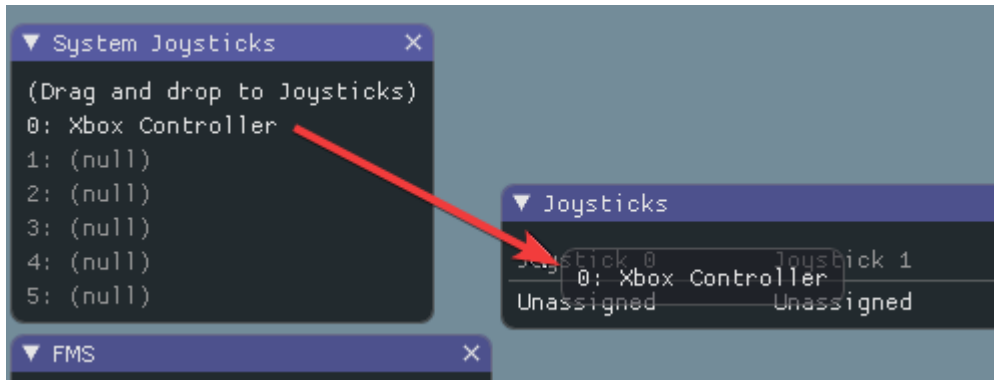 System Joysticks
(Drag and drop to Joysticks)
0: Xbox Controller
1: (null)
2: (null)
3: (null)
4: (null)
5: (null)
Joysticks
Joystick 0 Joystick 1
0: Xbox Controller
Unassigned Unassigned
FMS